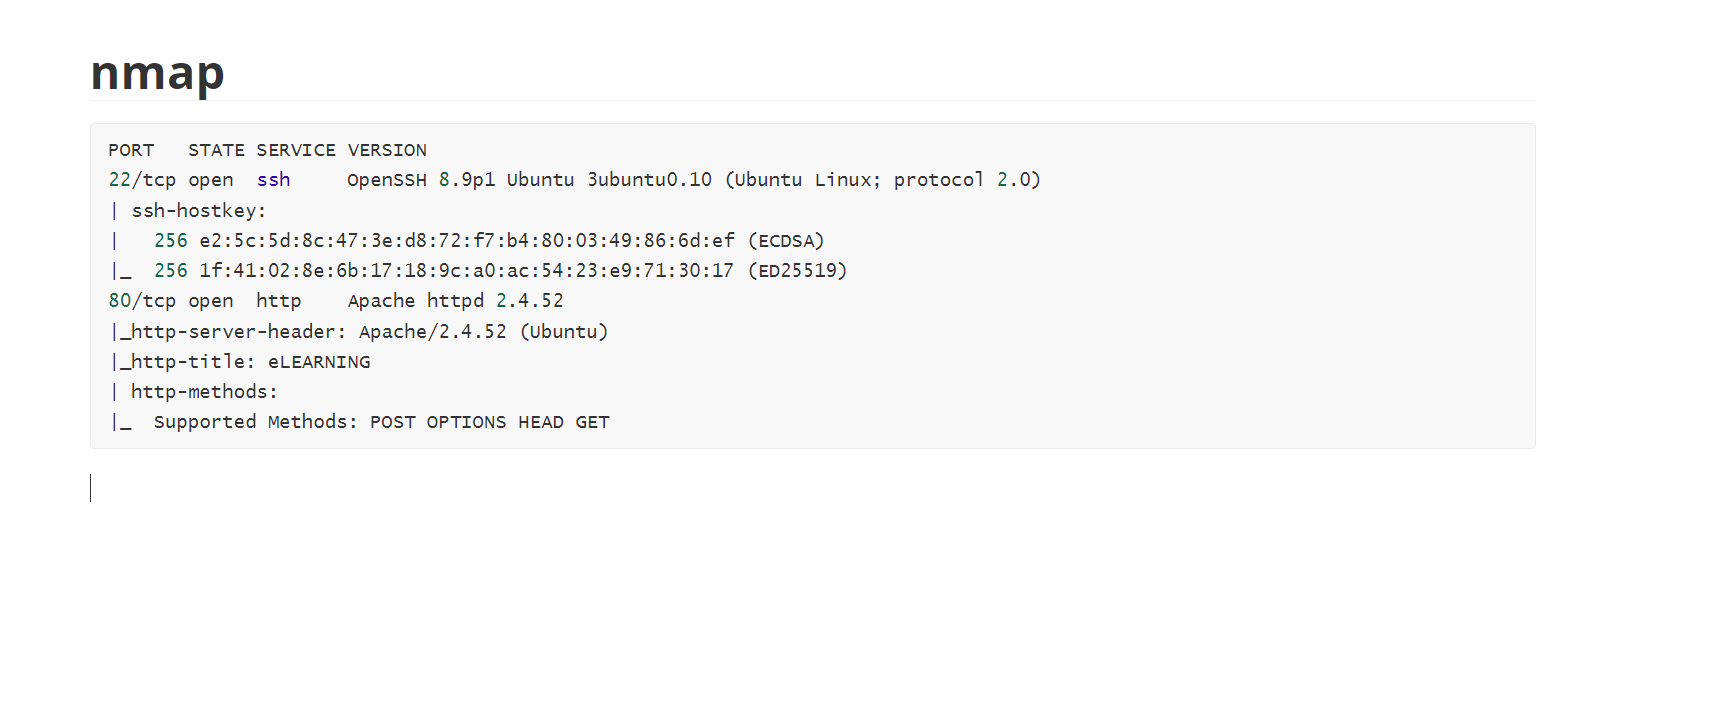 nmap
PORT   STATE SERVICE VERSION
22/tcp open  ssh     OpenSSH 8.9p1 Ubuntu 3ubuntu0.10 (Ubuntu Linux; protocol 2.0)
| ssh-hostkey:
|   256 e2:5c:5d:8c:47:3e:d8:72:f7:b4:80:03:49:86:6d:ef (ECDSA)
|_  256 1f:41:02:8e:6b:17:18:9c:a0:ac:54:23:e9:71:30:17 (ED25519)
80/tcp open  http    Apache httpd 2.4.52
|_http-server-header: Apache/2.4.52 (Ubuntu)
|_http-title: eLEARNING
| http-methods:
|_  Supported Methods: POST OPTIONS HEAD GET